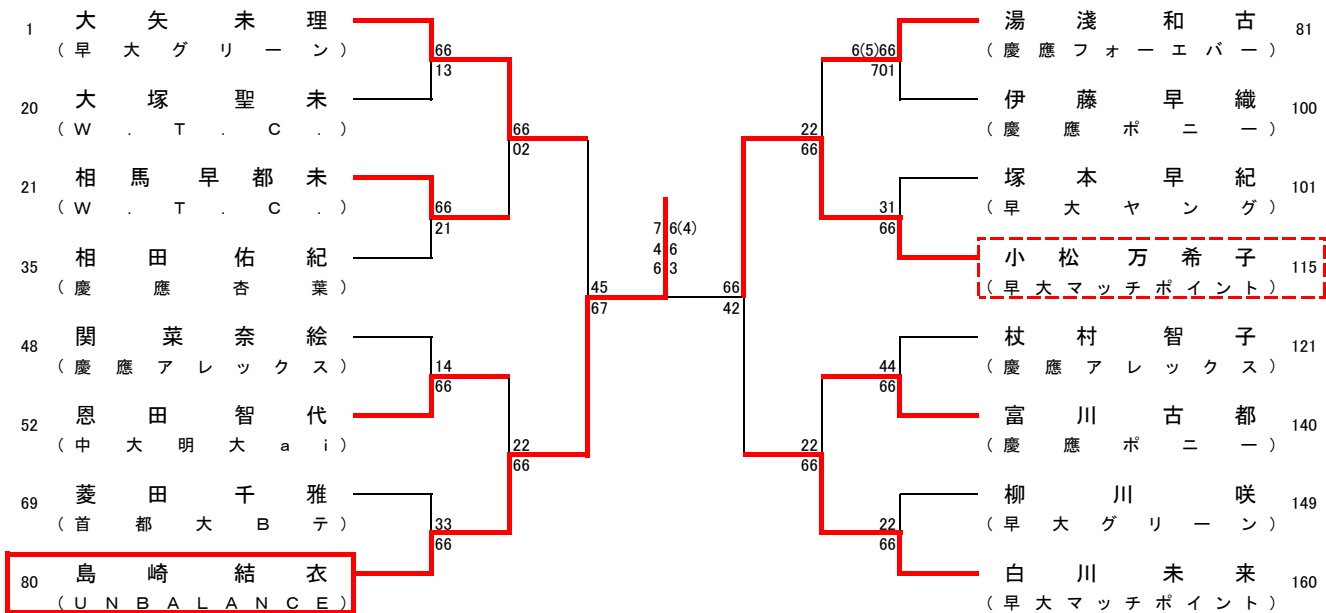 1 大矢未理
(早大グリーン)
66
13
20 大塚聖未
(W.T.C.)
66
02
21 相馬早都未
(W.T.C.)
66
21
35 相田佑紀
(慶應杏葉)
45
67
48 関菜奈絵
(慶應アレックス)
14
66
52 恩田智代
(中大明大ai)
22
66
69 菱田千雅
(首都大Bテ)
33
66
80 島崎結衣
(UNBALANCE)
7 6(4)
4 6
6 3
湯淺和古 81
(慶應フォーエバー)
6(5)66
701
伊藤早織 100
(慶應ポニー)
22
66
塚本早紀 101
(早大ヤング)
31
66
小松万希子 115
(早大マッチポイント)
66
42
杖村智子 121
(慶應アレックス)
44
66
富川古都 140
(慶應ポニー)
22
66
柳川咲 149
(早大グリーン)
22
66
白川未来 160
(早大マッチポイント)